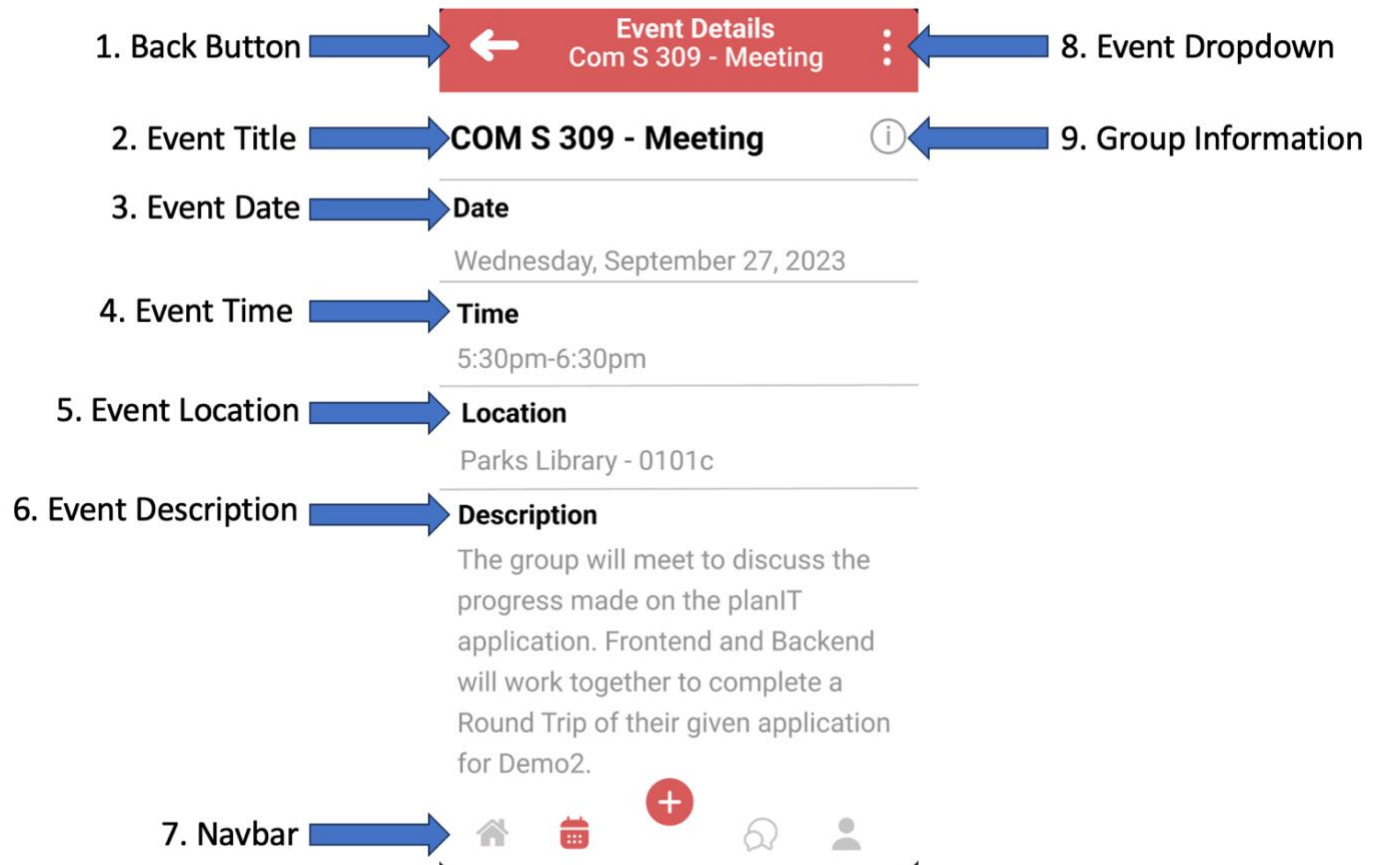 1. Back Button
Event Details
Com S 309 - Meeting
8. Event Dropdown
2. Event Title
COM S 309 - Meeting
i
9. Group Information
3. Event Date
Date
Wednesday, September 27, 2023
4. Event Time
Time
5:30pm-6:30pm
5. Event Location
Location
Parks Library - 0101c
6. Event Description
Description
The group will meet to discuss the
progress made on the planIT
application. Frontend and Backend
will work together to complete a
Round Trip of their given application
for Demo2.
7. Navbar